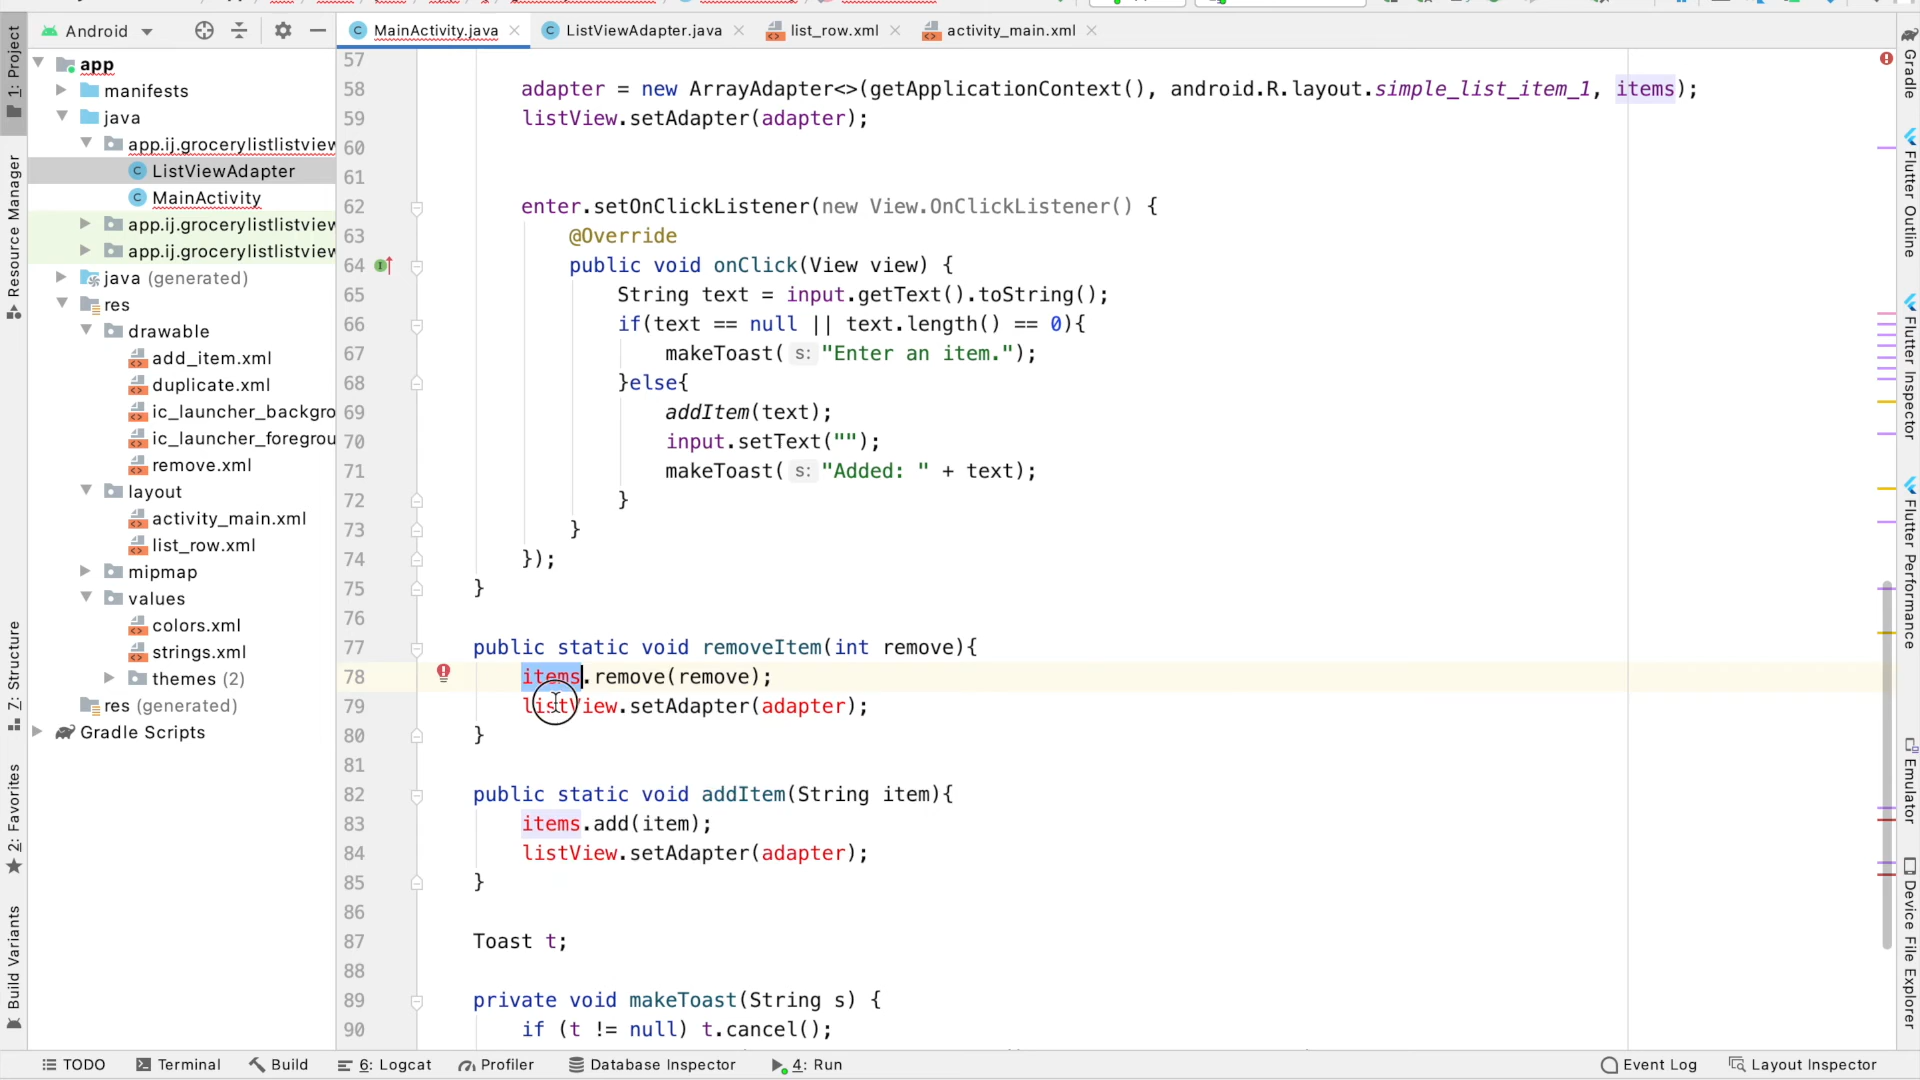 Android
MainActivity.java
ListViewAdapter.java
list_row.xml
activity_main.xml
1: Project
Resource Manager
7: Structure
2: Favorites
Build Variants
app
manifests
java
app.ij.grocerylistlistview
ListViewAdapter
MainActivity
app.ij.grocerylistlistview
app.ij.grocerylistlistview
java (generated)
res
drawable
add_item.xml
duplicate.xml
ic_launcher_backgro
ic_launcher_foregrou
remove.xml
layout
activity_main.xml
list_row.xml
mipmap
values
colors.xml
strings.xml
themes (2)
res (generated)
Gradle Scripts
57
58 adapter = new ArrayAdapter<>(getApplicationContext(), android.R.layout.simple_list_item_1, items);
59 listView.setAdapter(adapter);
60
61
62 enter.setOnClickListener(new View.OnClickListener() {
63 @Override
64 public void onClick(View view) {
65 String text = input.getText().toString();
66 if(text == null || text.length() == 0){
67 makeToast( s: "Enter an item.");
68 }else{
69 addItem(text);
70 input.setText("");
71 makeToast( s: "Added: " + text);
72 }
73 }
74 });
75 }
76
77 public static void removeItem(int remove){
78 items.remove(remove);
79 listView.setAdapter(adapter);
80 }
81
82 public static void addItem(String item){
83 items.add(item);
84 listView.setAdapter(adapter);
85 }
86
87 Toast t;
88
89 private void makeToast(String s) {
90 if (t != null) t.cancel();
Gradle
Flutter Outline
Flutter Inspector
Flutter Performance
Emulator
Device File Explorer
TODO
Terminal
Build
6: Logcat
Profiler
Database Inspector
4: Run
Event Log
Layout Inspector